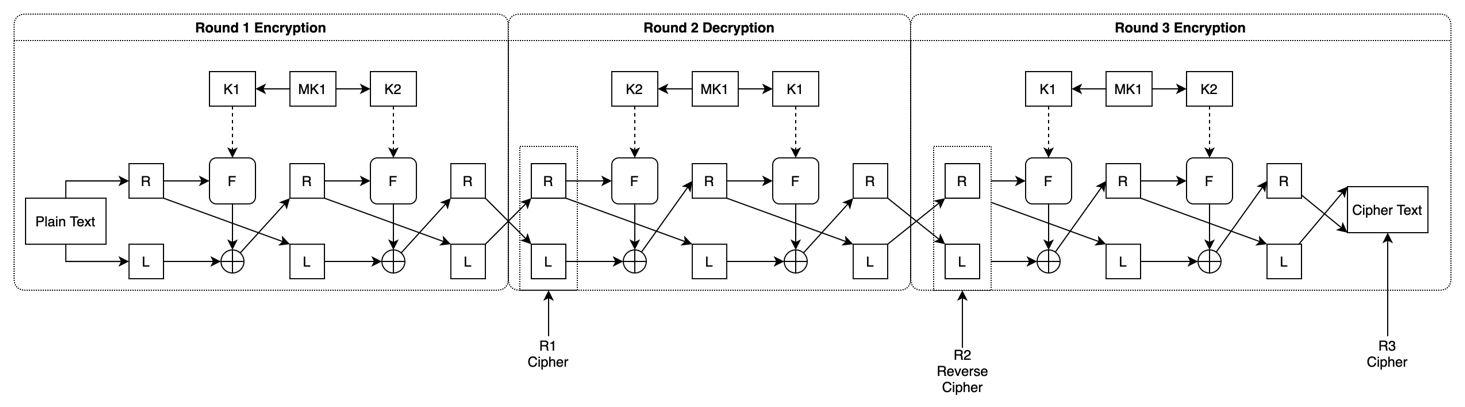 Round 1 Encryption
Round 2 Decryption
Round 3 Encryption
K1
MK1
K2
K2
MK1
K1
K1
MK1
K2
R
F
R
F
R
R
F
R
F
R
R
F
R
F
R
Plain Text
Cipher Text
L
L
L
L
L
L
L
L
L
R1
Cipher
R2
Reverse
Cipher
R3
Cipher